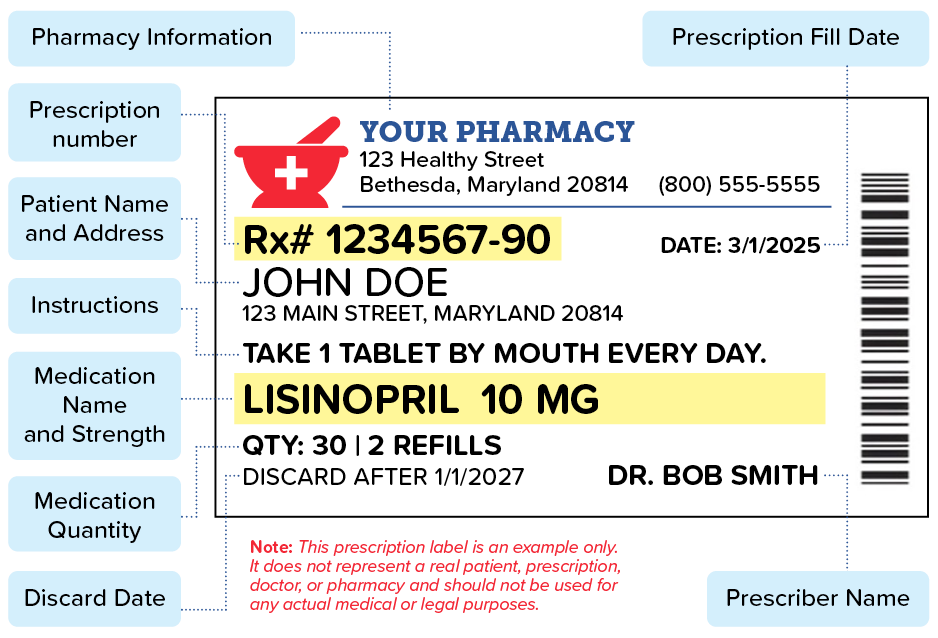 Pharmacy Information
Prescription Fill Date
Prescription
number
Patient Name
and Address
Instructions
Medication
Name
and Strength
Medication
Quantity
Discard Date
YOUR PHARMACY
123 Healthy Street
Bethesda, Maryland 20814 (800) 555-5555
Rx# 1234567-90 DATE: 3/1/2025
JOHN DOE
123 MAIN STREET, MARYLAND 20814
TAKE 1 TABLET BY MOUTH EVERY DAY.
LISINOPRIL 10 MG
QTY: 30 | 2 REFILLS
DISCARD AFTER 1/1/2027 DR. BOB SMITH
Note: This prescription label is an example only.
It does not represent a real patient, prescription,
doctor, or pharmacy and should not be used for
any actual medical or legal purposes.
Prescriber Name